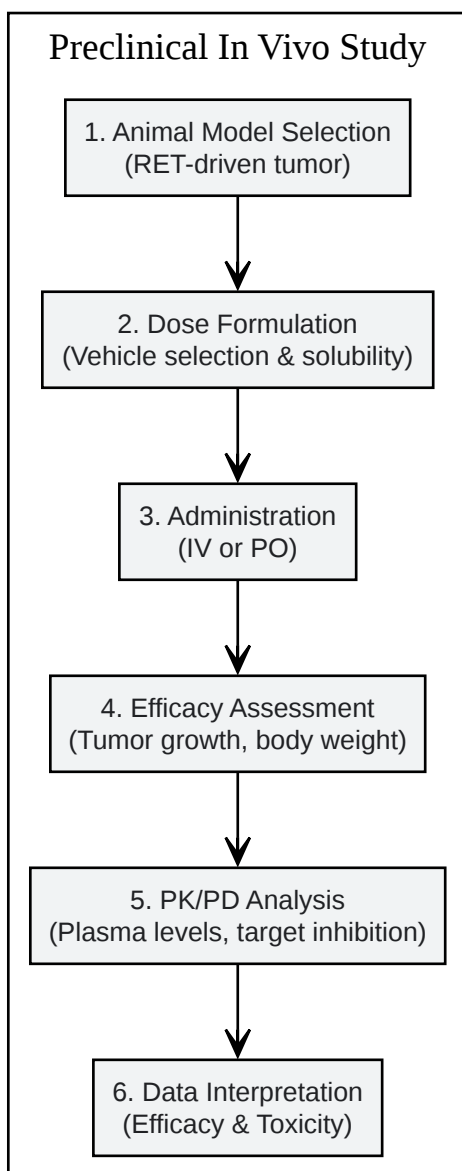 Preclinical In Vivo Study
1. Animal Model Selection
(RET-driven tumor)
2. Dose Formulation
(Vehicle selection & solubility)
3. Administration
(IV or PO)
4. Efficacy Assessment
(Tumor growth, body weight)
5. PK/PD Analysis
(Plasma levels, target inhibition)
6. Data Interpretation
(Efficacy & Toxicity)